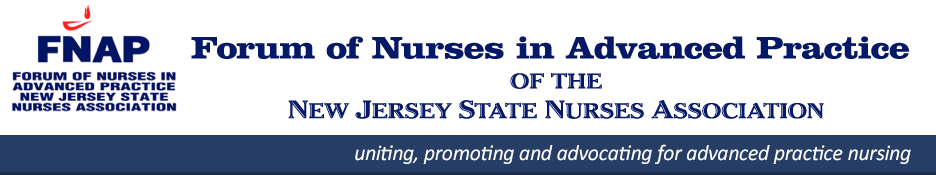 FNAP
FORUM OF NURSES IN
ADVANCED PRACTICE
NEW JERSEY STATE
NURSES ASSOCIATION
Forum of Nurses in Advanced Practice
OF THE
NEW JERSEY STATE NURSES ASSOCIATION
uniting, promoting and advocating for advanced practice nursing